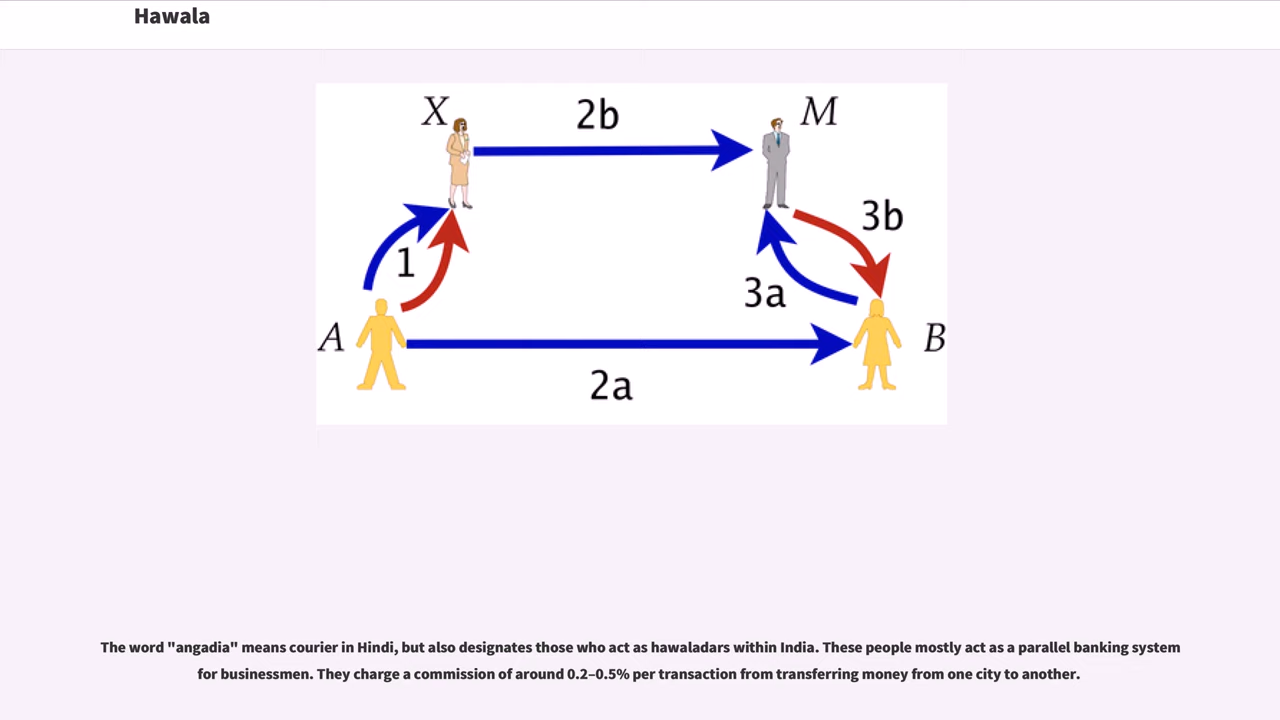 Hawala
X
2b
M
3b
1
3a
A
B
2a
The word "angadia" means courier in Hindi, but also designates those who act as hawaladars within India. These people mostly act as a parallel banking system
for businessmen. They charge a commission of around 0.2–0.5% per transaction from transferring money from one city to another.